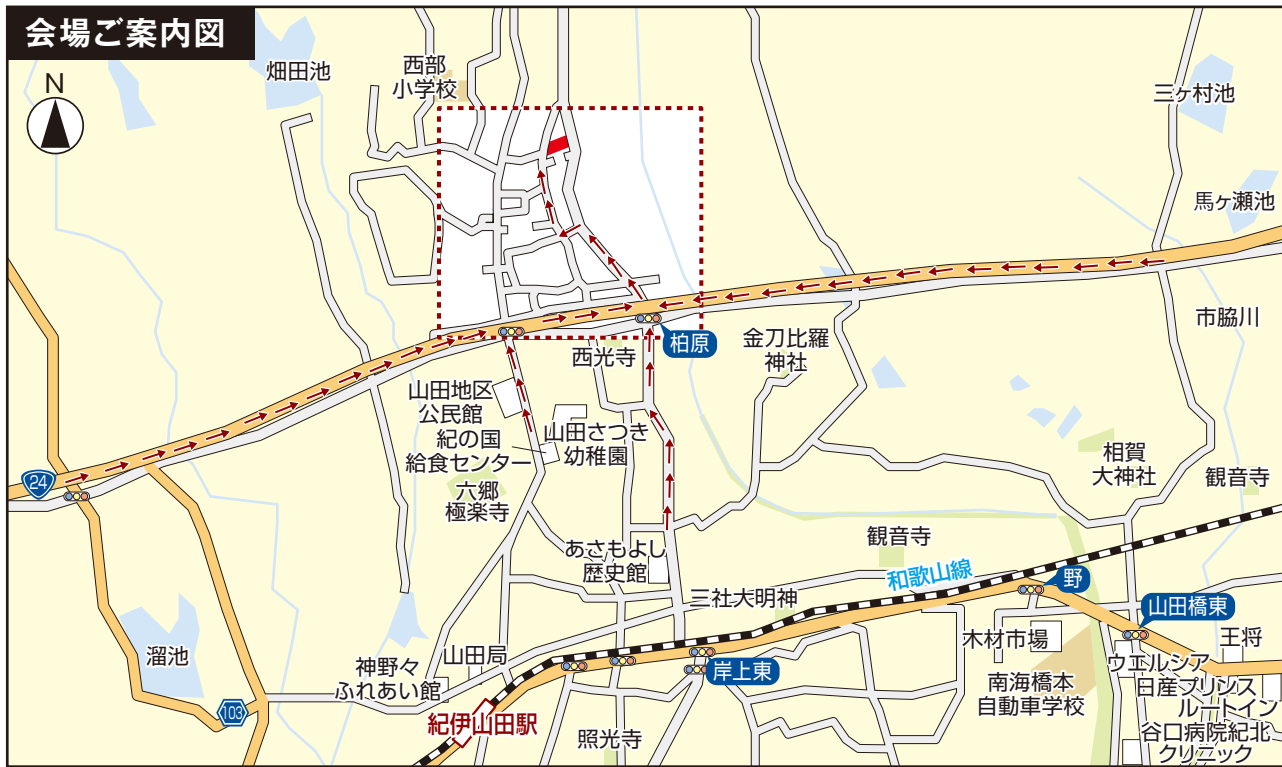 会場ご案内図
N
畑田池
西部
小学校
三ヶ村池
馬ヶ瀬池
市脇川
柏原
金刀比羅
神社
西光寺
山田地区
公民館
紀の国
給食センター
山田さつき
幼稚園
六郷
極楽寺
24
相賀
大神社
観音寺
観音寺
あさもよし
歴史館
和歌山線
野
三社大明神
山田橋東
木材市場
王将
溜池
神野々
ふれあい館
山田局
岸上東
南海橋本
自動車学校
ウエルシア
日産プリンス
ルートイン
谷口病院紀北
クリニック
103
紀伊山田駅
照光寺